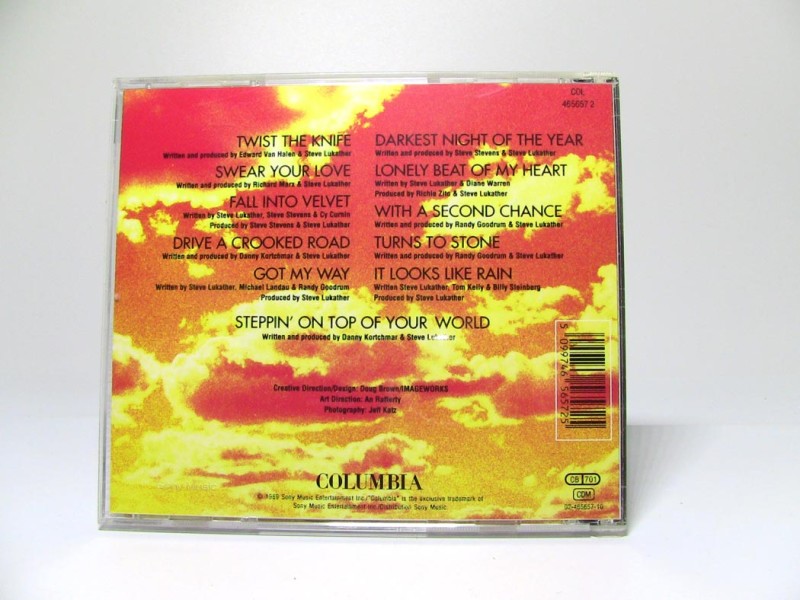 CDL
465657 2
TWIST THE KNIFE
Written and produced by Edward Van Halen & Steve Lukather
SWEAR YOUR LOVE
Written and produced by Richard Marx & Steve Lukather
FALL INTO VELVET
Written by Steve Lukather, Steve Stevens & Cy Curnin
Produced by Steve Stevens & Steve Lukather
DRIVE A CROOKED ROAD
Written and produced by Danny Kortchmar & Steve Lukather
GOT MY WAY
Written by Steve Lukather, Michael Landau & Randy Goodrum
Produced by Steve Lukather
DARKEST NIGHT OF THE YEAR
Written and produced by Steve Stevens & Steve Lukather
LONELY BEAT OF MY HEART
Written by Steve Lukather & Diane Warren
Produced by Richie Zito & Steve Lukather
WITH A SECOND CHANCE
Written and produced by Randy Goodrum & Steve Lukather
TURNS TO STONE
Written and produced by Randy Goodrum & Steve Lukather
IT LOOKS LIKE RAIN
Written Steve Lukather, Tom Kelly & Billy Steinberg
Produced by Steve Lukather
STEPPIN' ON TOP OF YOUR WORLD
Written and produced by Danny Kortchmar & Steve Lukather
5 099746 565725
Creative Direction/Design: Doug Brown/IMAGEWORKS
Art Direction: An Rafferty
Photography: Jeff Katz
COLUMBIA
℗ 1989 Sony Music Entertainment Inc./"Columbia" is the exclusive trademark of
Sony Music Entertainment Inc./Distribution Sony Music
CB 701
CDM
02-465657-10